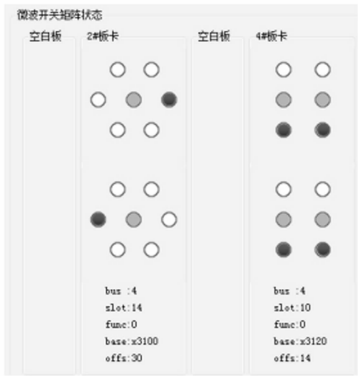 微波开关矩阵状态
空白板
2#板卡
空白板
4#板卡
bus :4
slot:14
func:0
base:x3100
offs:30
bus :4
slot:10
func:0
base:x3120
offs:14